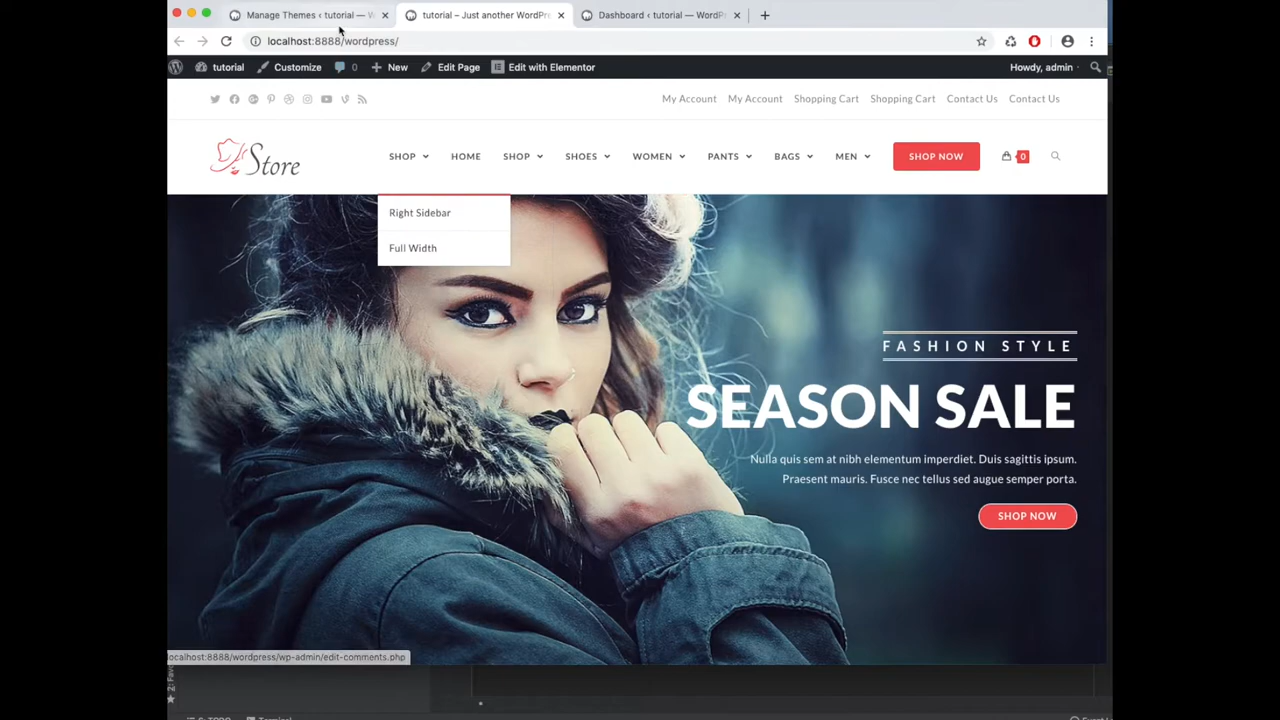 Manage Themes ‹ tutorial — W
tutorial – Just another WordPre
Dashboard ‹ tutorial — WordPr
localhost:8888/wordpress/
tutorial Customize 0 New Edit Page Edit with Elementor Howdy, admin
My Account My Account Shopping Cart Shopping Cart Contact Us Contact Us
Store SHOP HOME SHOP SHOES WOMEN PANTS BAGS MEN SHOP NOW 0
Right Sidebar
Full Width
FASHION STYLE
SEASON SALE
Nulla quis sem at nibh elementum imperdiet. Duis sagittis ipsum.
Praesent mauris. Fusce nec tellus sed augue semper porta.
SHOP NOW
localhost:8888/wordpress/wp-admin/edit-comments.php